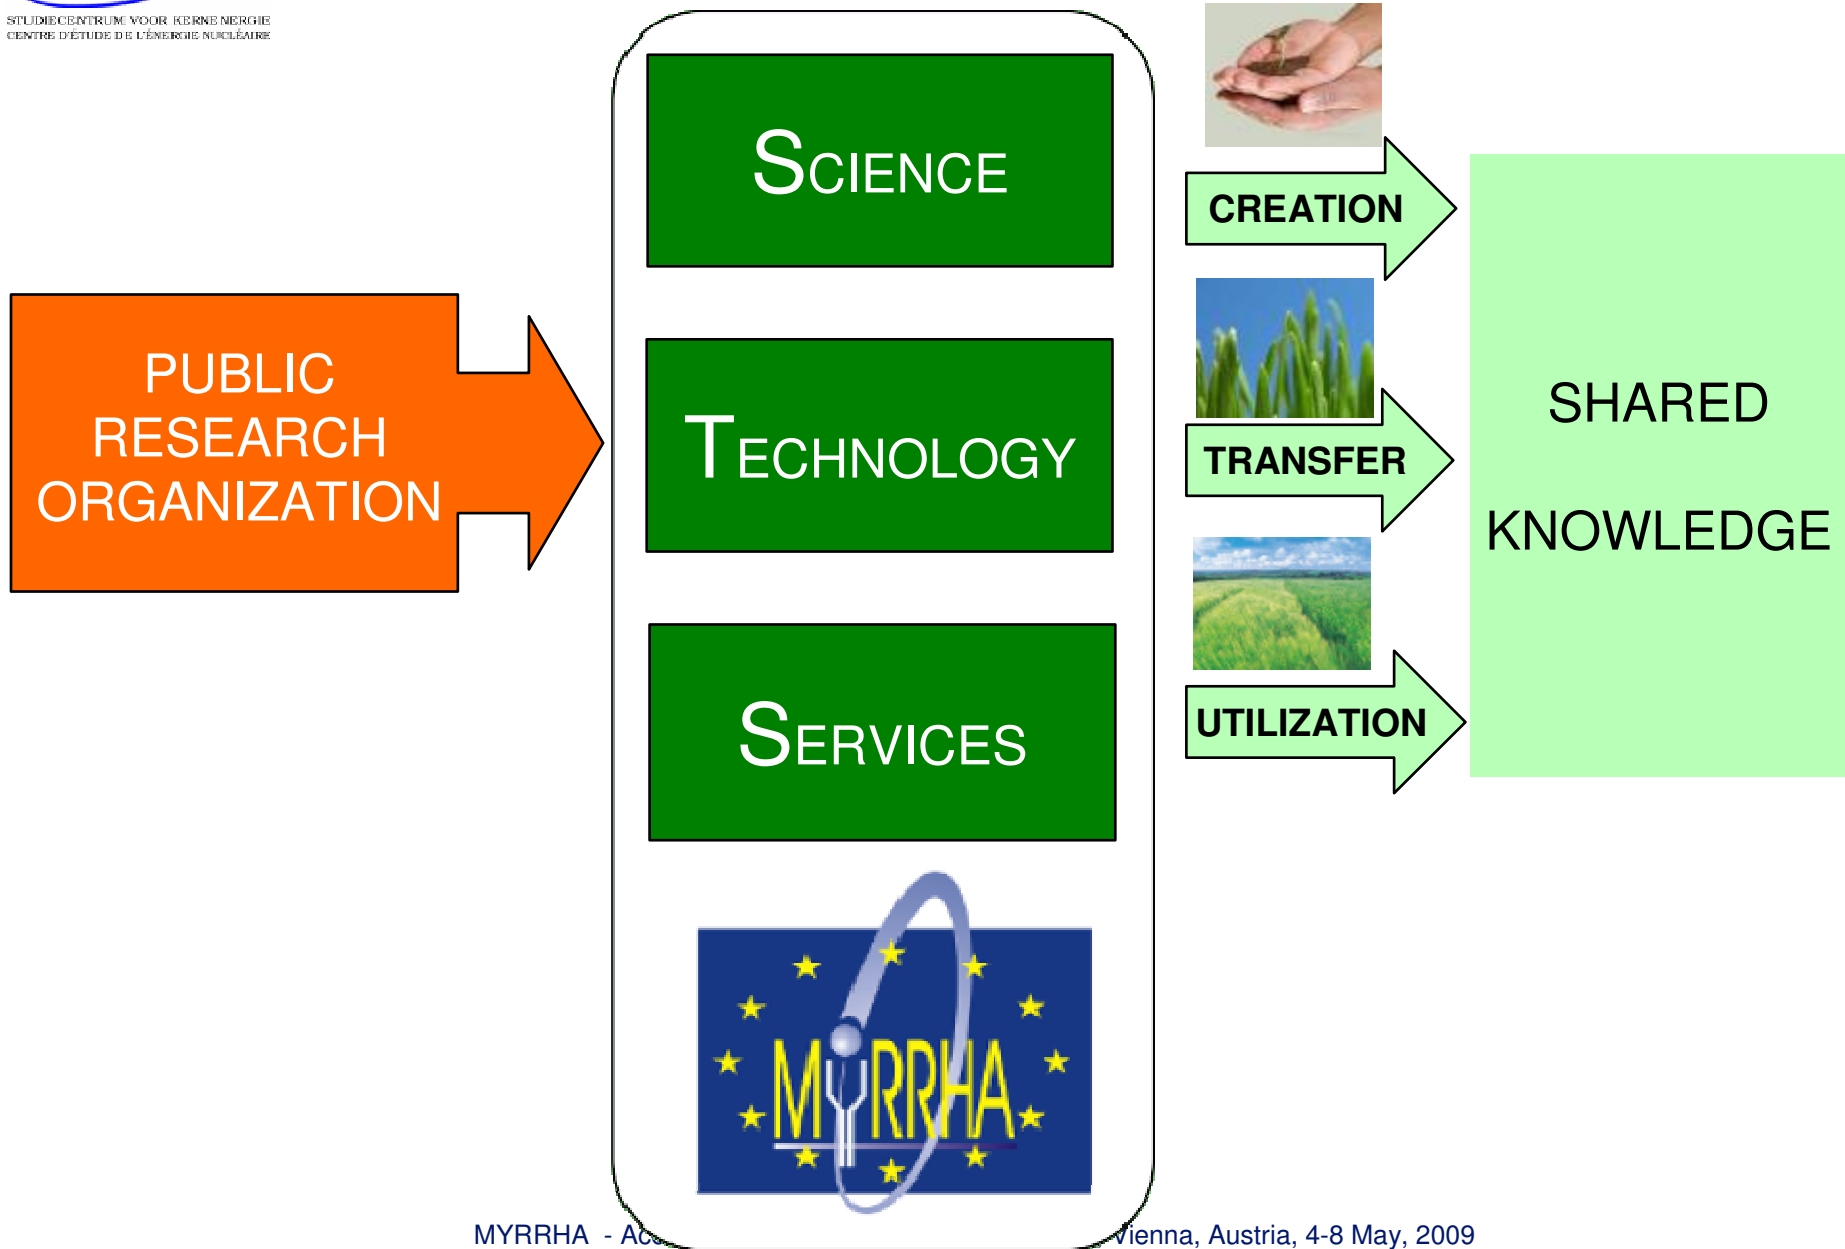 STUDIECENTRUM VOOR KERNENERGIE
CENTRE D'ÉTUDE DE L'ÉNERGIE NUCLÉAIRE
PUBLIC
RESEARCH
ORGANIZATION
SCIENCE
TECHNOLOGY
SERVICES
MYRRHA
CREATION
TRANSFER
UTILIZATION
SHARED
KNOWLEDGE
MYRRHA - Vienna, Austria, 4-8 May, 2009